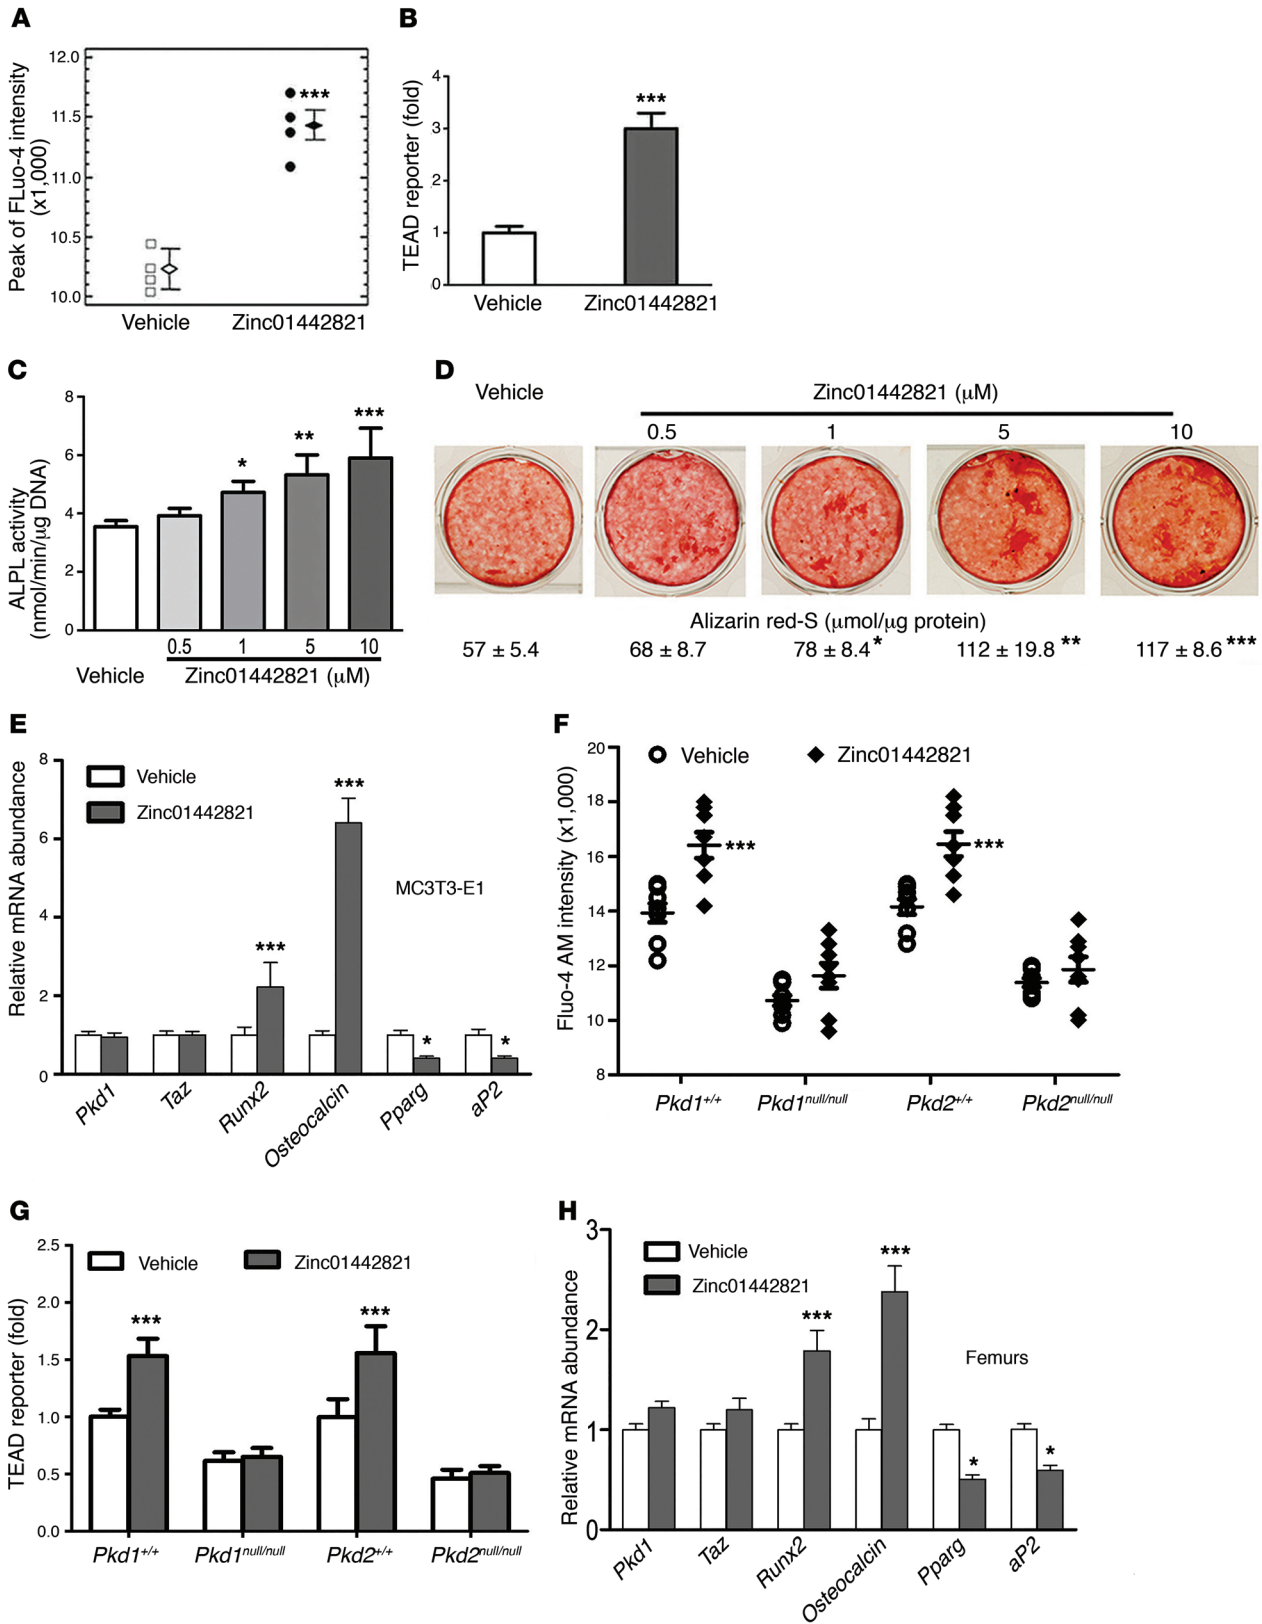 A
Peak of FLuo-4 intensity
(x1,000)
12.0
11.5
11.0
10.5
10.0
***
Vehicle
Zinc01442821
B
TEAD reporter (fold)
4
3
2
1
0
***
Vehicle
Zinc01442821
C
ALPL activity
(nmol/min/µg DNA)
8
6
4
2
0
*
**
***
0.5 1 5 10
Vehicle
Zinc01442821 (µM)
D
Vehicle
Zinc01442821 (µM)
0.5 1 5 10
Alizarin red-S (µmol/µg protein)
57 ± 5.4 68 ± 8.7 78 ± 8.4* 112 ± 19.8** 117 ± 8.6***
E
Relative mRNA abundance
8
6
4
2
0
Vehicle
Zinc01442821
***
***
MC3T3-E1
*
*
Pkd1
Taz
Runx2
Osteocalcin
Pparg
aP2
F
Fluo-4 AM intensity (x1,000)
20
18
16
14
12
10
8
Vehicle
Zinc01442821
***
***
Pkd1+/+
Pkd1null/null
Pkd2+/+
Pkd2null/null
G
TEAD reporter (fold)
2.5
2.0
1.5
1.0
0.5
0.0
Vehicle
Zinc01442821
***
***
Pkd1+/+
Pkd1null/null
Pkd2+/+
Pkd2null/null
H
Relative mRNA abundance
3
2
1
0
Vehicle
Zinc01442821
***
***
Femurs
*
*
Pkd1
Taz
Runx2
Osteocalcin
Pparg
aP2